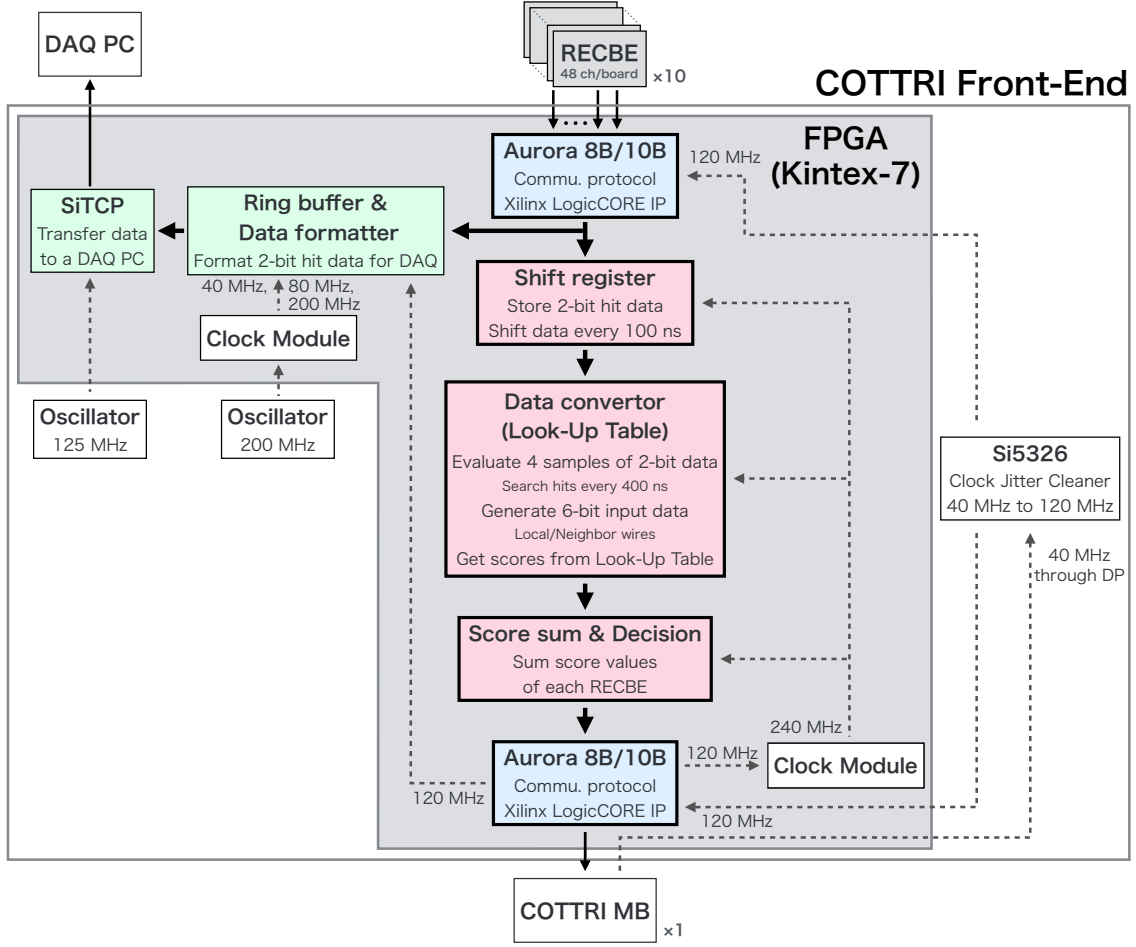 DAQ PC
RECBE
48 ch/board
×10
COTTRI Front-End
FPGA
(Kintex-7)
Aurora 8B/10B
Commu. protocol
Xilinx LogicCORE IP
120 MHz
SiTCP
Transfer data
to a DAQ PC
Ring buffer &
Data formatter
Format 2-bit hit data for DAQ
40 MHz,
80 MHz,
200 MHz
Clock Module
Oscillator
125 MHz
Oscillator
200 MHz
Shift register
Store 2-bit hit data
Shift data every 100 ns
Data convertor
(Look-Up Table)
Evaluate 4 samples of 2-bit data
Search hits every 400 ns
Generate 6-bit input data
Local/Neighbor wires
Get scores from Look-Up Table
Si5326
Clock Jitter Cleaner
40 MHz to 120 MHz
40 MHz
through DP
Score sum & Decision
Sum score values
of each RECBE
240 MHz
Aurora 8B/10B
Commu. protocol
Xilinx LogicCORE IP
120 MHz
Clock Module
120 MHz
120 MHz
COTTRI MB
×1